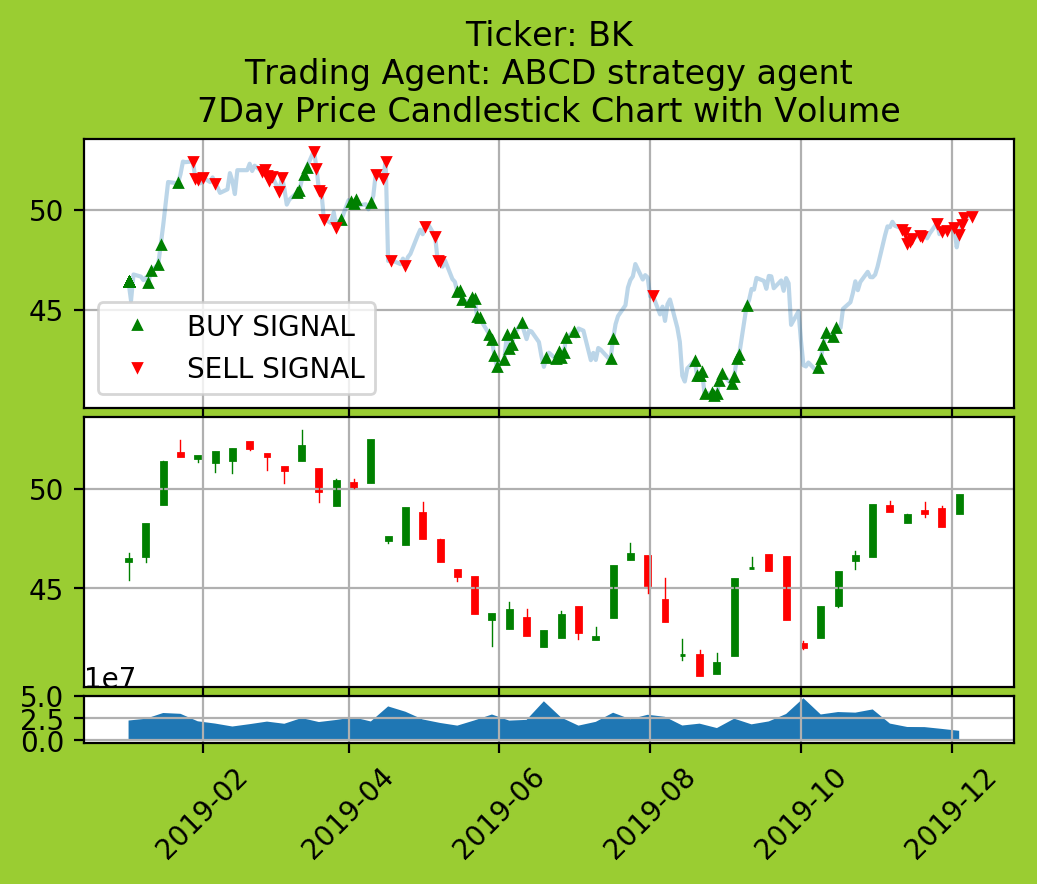 Ticker: BK
Trading Agent: ABCD strategy agent
7Day Price Candlestick Chart with Volume
50
45
BUY SIGNAL
SELL SIGNAL
50
45
1e7
5.0
2.5
0.0
2019-02
2019-04
2019-06
2019-08
2019-10
2019-12